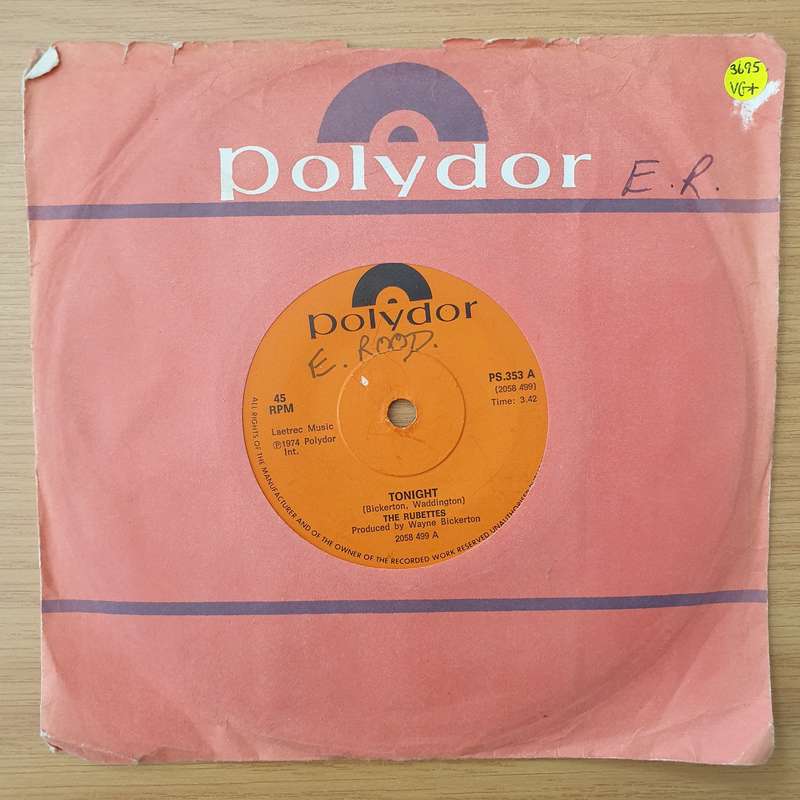 3675
VG+
polydor
E.R.
polydor
E. ROOD.
45
RPM
PS.353 A
(2058 499)
Time: 3.42
Laetrec Music
℗1974 Polydor
Int.
TONIGHT
(Bickerton, Waddington)
THE RUBETTES
Produced by Wayne Bickerton
2058 499 A
ALL RIGHTS OF THE MANUFACTURER AND OF THE OWNER OF THE RECORDED WORK RESERVED